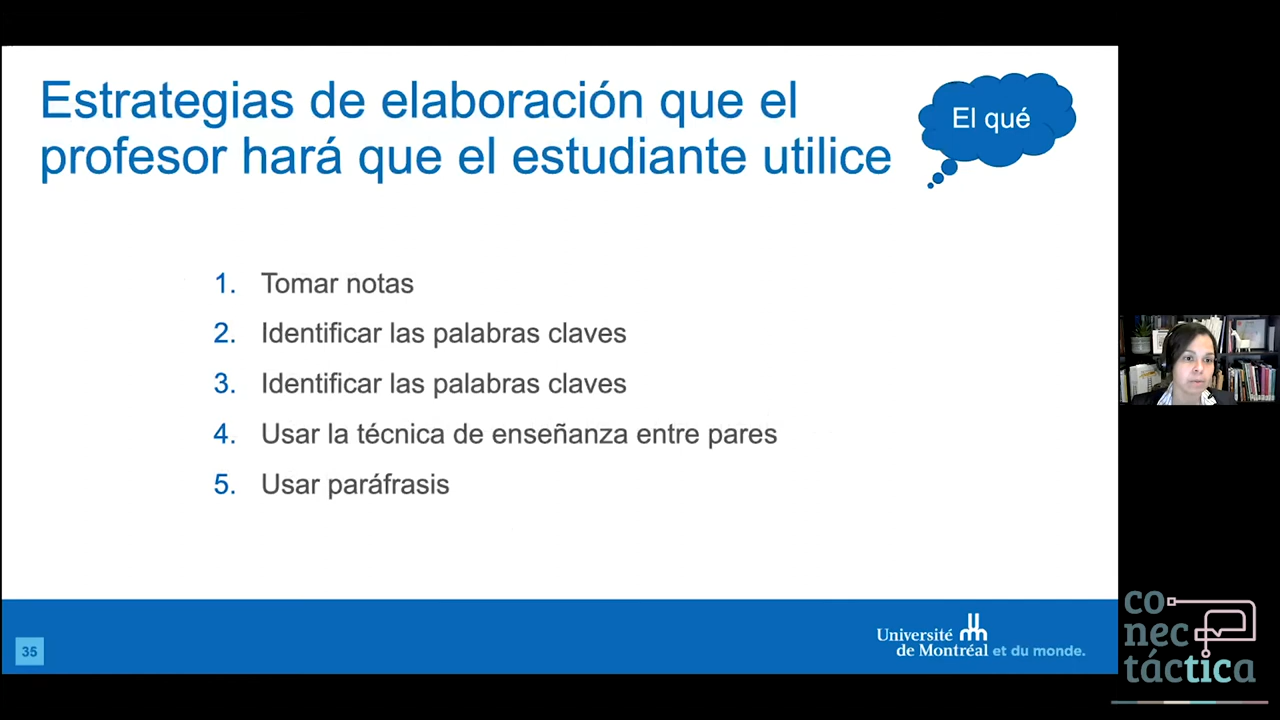 Estrategias de elaboración que el
profesor hará que el estudiante utilice
El qué
1. Tomar notas
2. Identificar las palabras claves
3. Identificar las palabras claves
4. Usar la técnica de enseñanza entre pares
5. Usar paráfrasis
35
Université
de Montréal et du monde.
co
nec
táctica